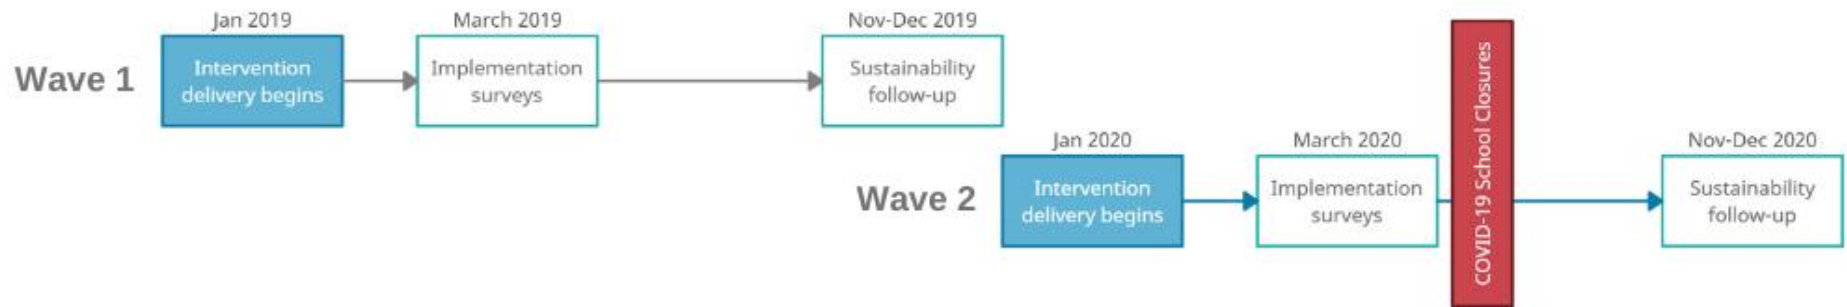 Jan 2019
March 2019
Nov-Dec 2019
Wave 1
Intervention
delivery begins
Implementation
surveys
Sustainability
follow-up
Jan 2020
March 2020
Nov-Dec 2020
Wave 2
Intervention
delivery begins
Implementation
surveys
COVID-19 School Closures
Sustainability
follow-up